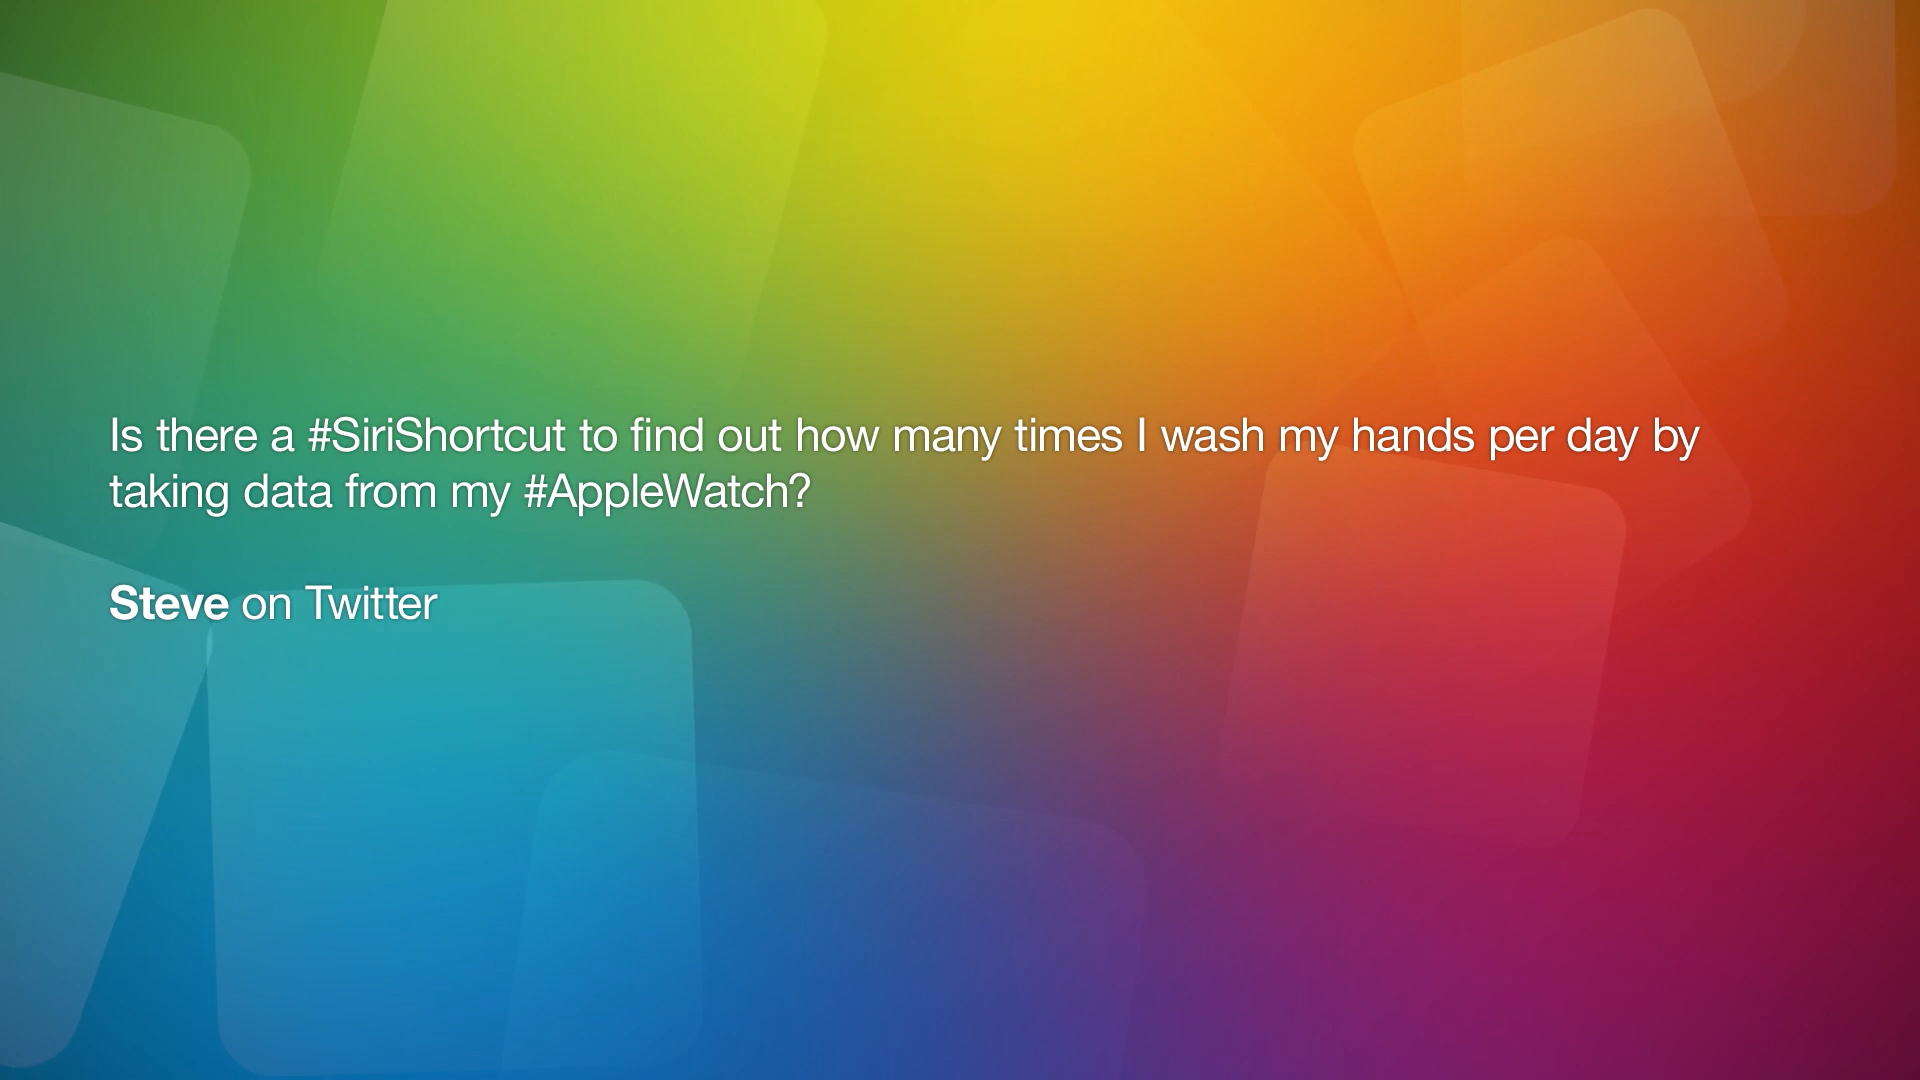 Is there a #SiriShortcut to find out how many times I wash my hands per day by
taking data from my #AppleWatch?
Steve on Twitter